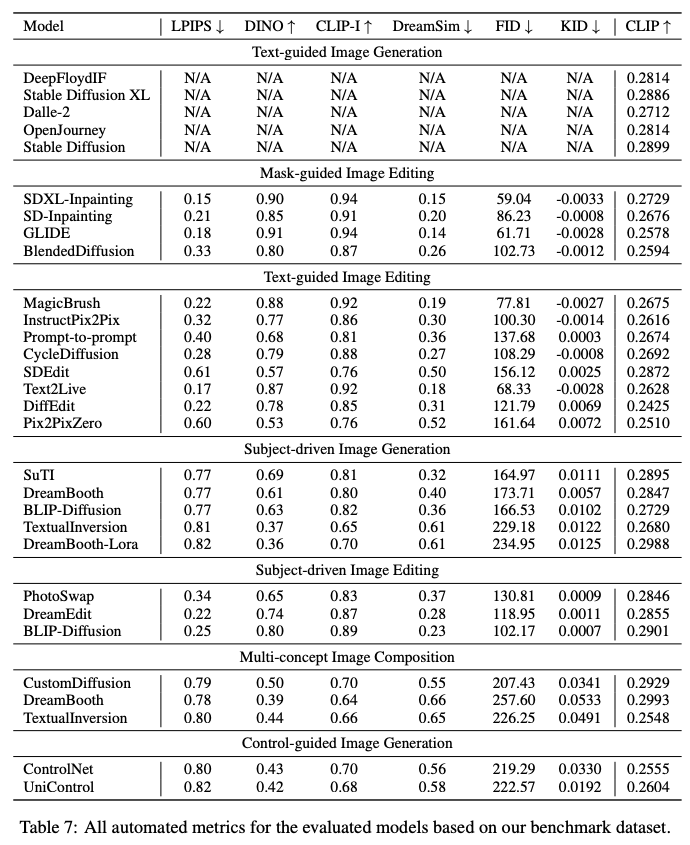 Model LPIPS ↓ DINO ↑ CLIP-I ↑ DreamSim ↓ FID ↓ KID ↓ CLIP ↑
Text-guided Image Generation
DeepFloydIF N/A N/A N/A N/A N/A N/A 0.2814
Stable Diffusion XL N/A N/A N/A N/A N/A N/A 0.2886
Dalle-2 N/A N/A N/A N/A N/A N/A 0.2712
OpenJourney N/A N/A N/A N/A N/A N/A 0.2814
Stable Diffusion N/A N/A N/A N/A N/A N/A 0.2899
Mask-guided Image Editing
SDXL-Inpainting 0.15 0.90 0.94 0.15 59.04 -0.0033 0.2729
SD-Inpainting 0.21 0.85 0.91 0.20 86.23 -0.0008 0.2676
GLIDE 0.18 0.91 0.94 0.14 61.71 -0.0028 0.2578
BlendedDiffusion 0.33 0.80 0.87 0.26 102.73 -0.0012 0.2594
Text-guided Image Editing
MagicBrush 0.22 0.88 0.92 0.19 77.81 -0.0027 0.2675
InstructPix2Pix 0.32 0.77 0.86 0.30 100.30 -0.0014 0.2616
Prompt-to-prompt 0.40 0.68 0.81 0.36 137.68 0.0003 0.2674
CycleDiffusion 0.28 0.79 0.88 0.27 108.29 -0.0008 0.2692
SDEdit 0.61 0.57 0.76 0.50 156.12 0.0025 0.2872
Text2Live 0.17 0.87 0.92 0.18 68.33 -0.0028 0.2628
DiffEdit 0.22 0.78 0.85 0.31 121.79 0.0069 0.2425
Pix2PixZero 0.60 0.53 0.76 0.52 161.64 0.0072 0.2510
Subject-driven Image Generation
SuTI 0.77 0.69 0.81 0.32 164.97 0.0111 0.2895
DreamBooth 0.77 0.61 0.80 0.40 173.71 0.0057 0.2847
BLIP-Diffusion 0.77 0.63 0.82 0.36 166.53 0.0102 0.2729
TextualInversion 0.81 0.37 0.65 0.61 229.18 0.0122 0.2680
DreamBooth-Lora 0.82 0.36 0.70 0.61 234.95 0.0125 0.2988
Subject-driven Image Editing
PhotoSwap 0.34 0.65 0.83 0.37 130.81 0.0009 0.2846
DreamEdit 0.22 0.74 0.87 0.28 118.95 0.0011 0.2855
BLIP-Diffusion 0.25 0.80 0.89 0.23 102.17 0.0007 0.2901
Multi-concept Image Composition
CustomDiffusion 0.79 0.50 0.70 0.55 207.43 0.0341 0.2929
DreamBooth 0.78 0.39 0.64 0.66 257.60 0.0533 0.2993
TextualInversion 0.80 0.44 0.66 0.65 226.25 0.0491 0.2548
Control-guided Image Generation
ControlNet 0.80 0.43 0.70 0.56 219.29 0.0330 0.2555
UniControl 0.82 0.42 0.68 0.58 222.57 0.0192 0.2604
Table 7: All automated metrics for the evaluated models based on our benchmark dataset.